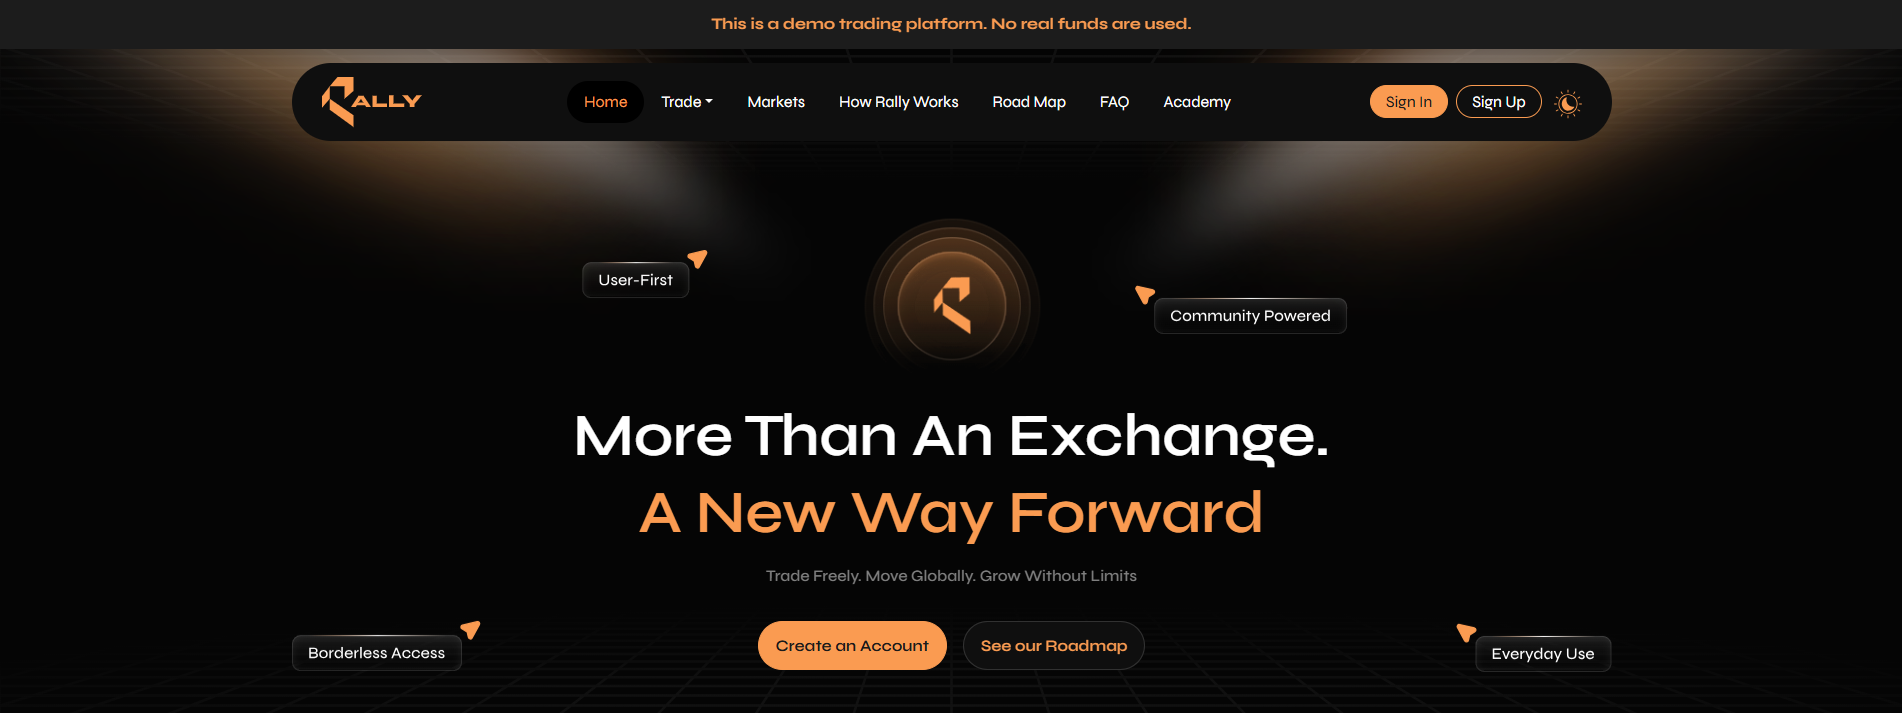 This is a demo trading platform. No real funds are used.
RALLY
Home Trade Markets How Rally Works Road Map FAQ Academy Sign In Sign Up
User-First
Community Powered
More Than An Exchange.
A New Way Forward
Trade Freely. Move Globally. Grow Without Limits
Create an Account See our Roadmap
Borderless Access
Everyday Use